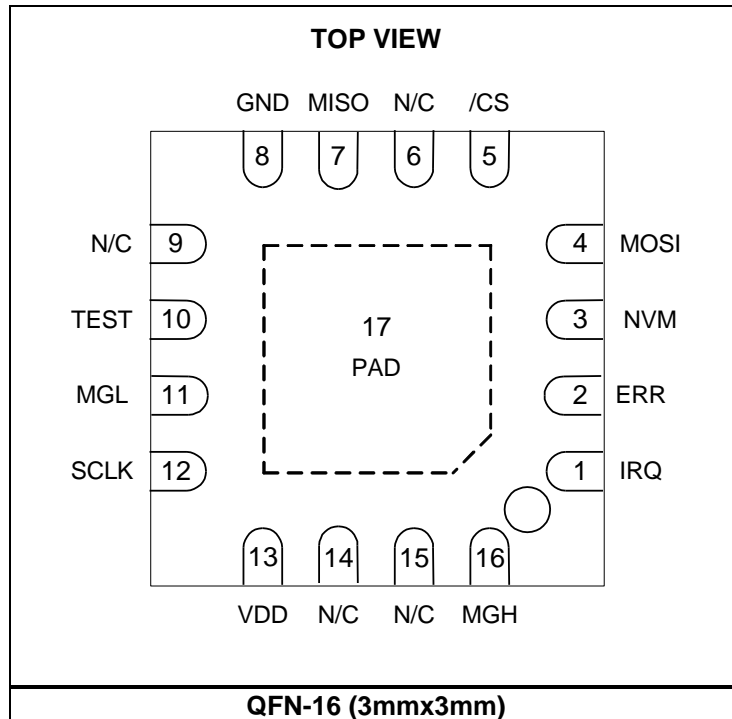 TOP VIEW
GND MISO N/C /CS
8 7 6 5
N/C 9 4 MOSI
TEST 10 17 3 NVM
PAD
MGL 11 2 ERR
SCLK 12 1 IRQ
13 14 15 16
VDD N/C N/C MGH
QFN-16 (3mmx3mm)